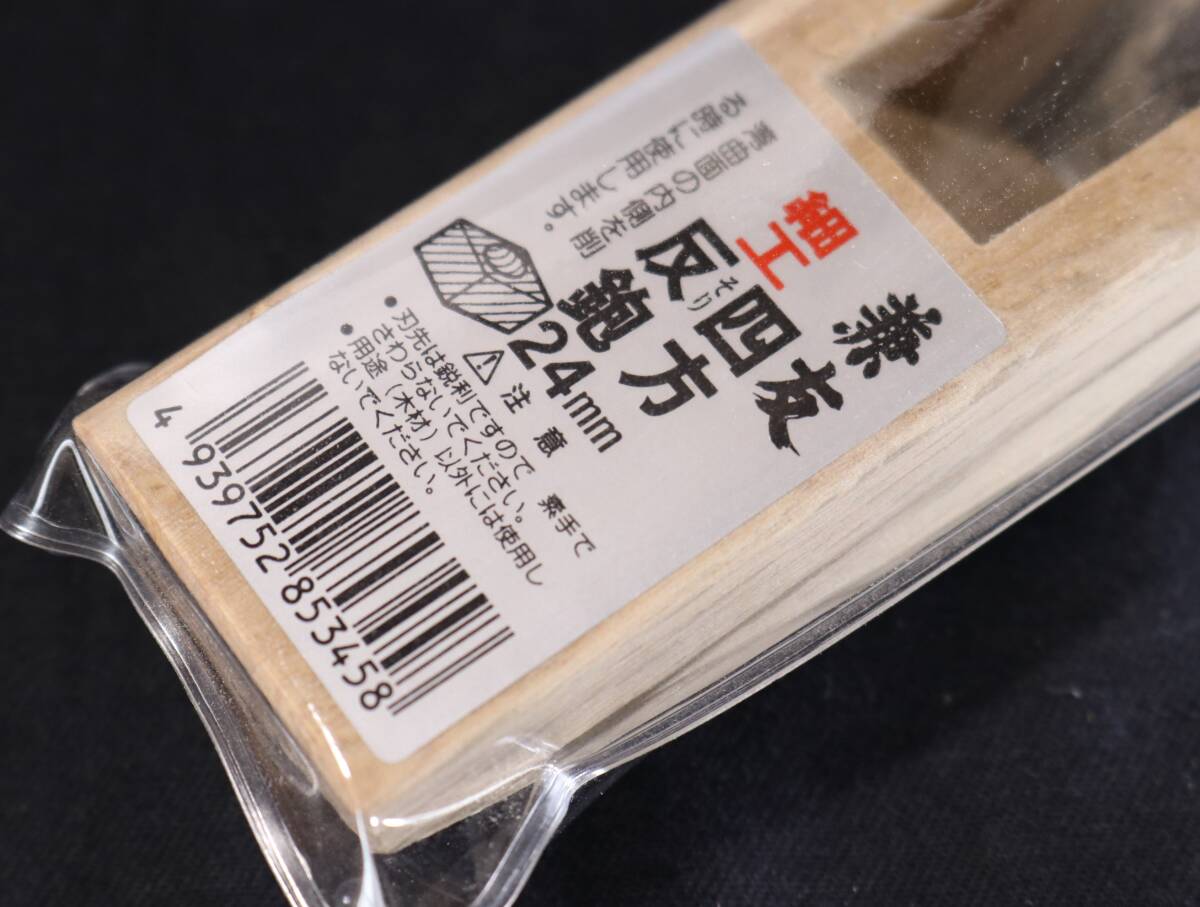 兼友
細工
四方
反鉋
そり
24mm
湾曲面の内側を削
る時に使用します。
⚠ 注意
● 刃先は鋭利ですので 素手で
さわらないでください。
● 用途（木材）以外には使用し
ないでください。
4 939752 853458